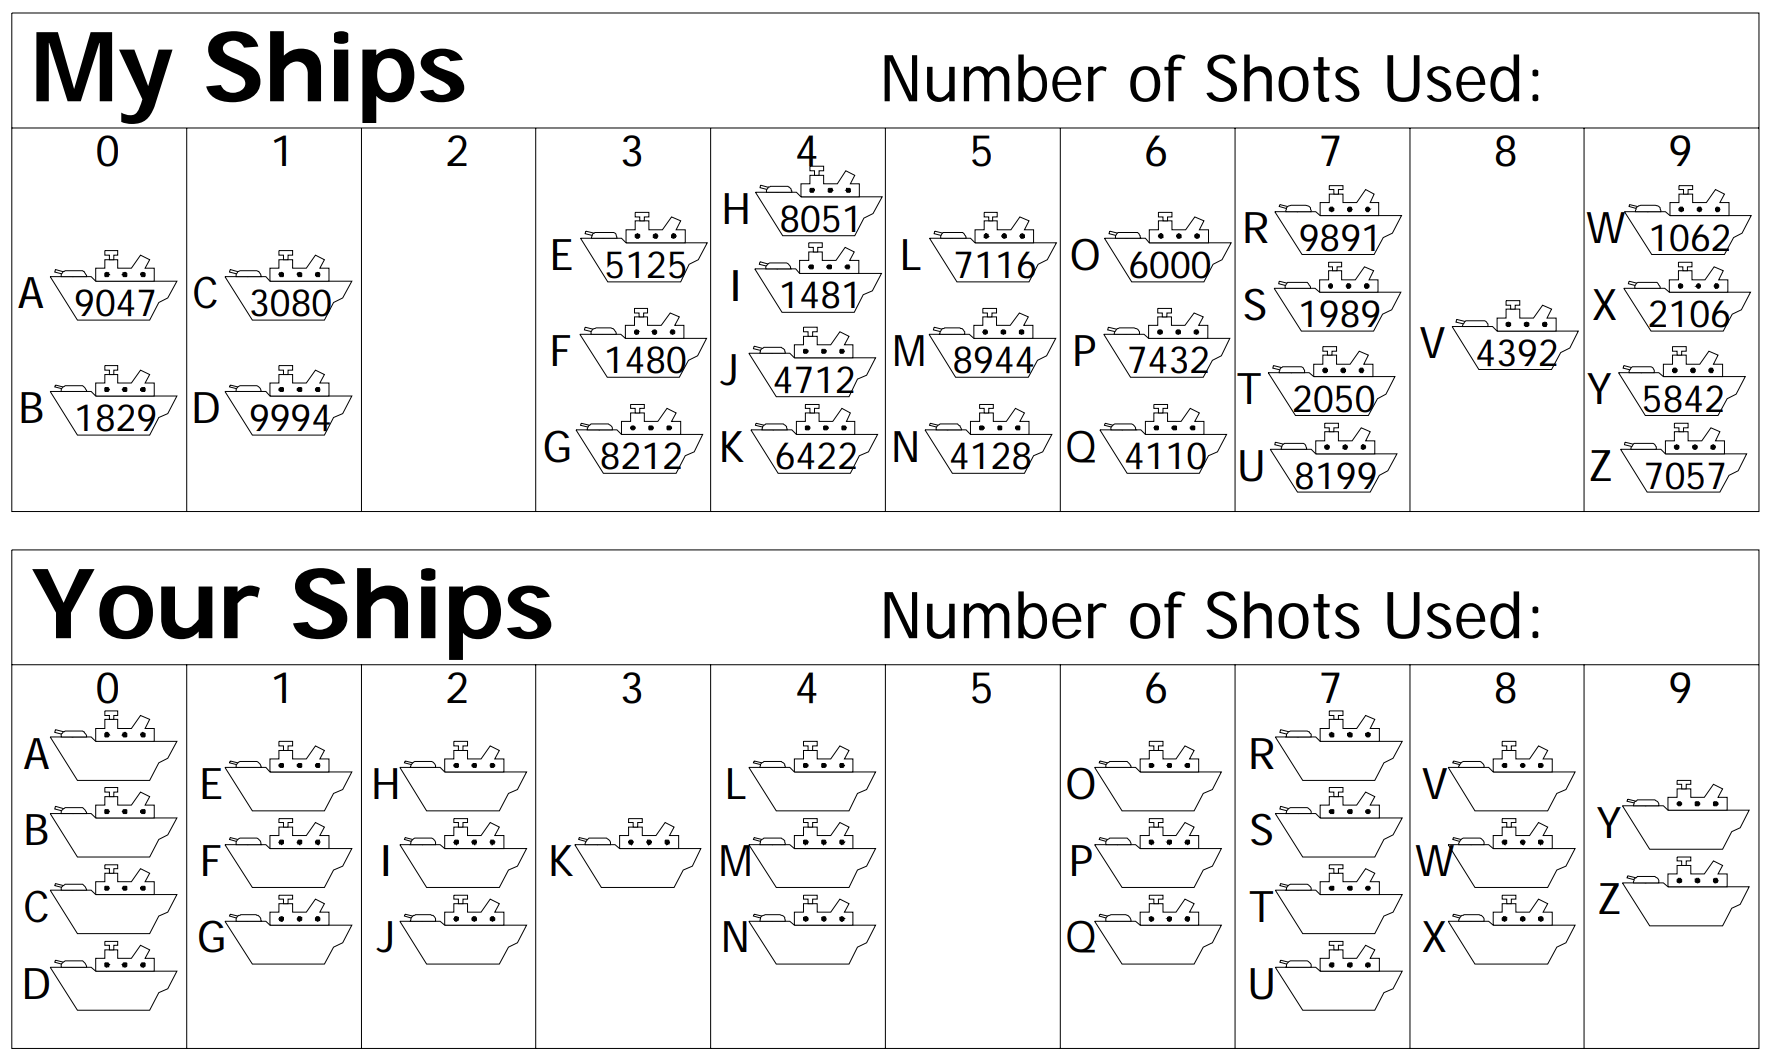 My Ships Number of Shots Used:
0 1 2 3 4 5 6 7 8 9
A 9047
B 1829
C 3080
D 9994
E 5125
F 1480
G 8212
H 8051
I 1481
J 4712
K 6422
L 7116
M 8944
N 4128
O 6000
P 7432
Q 4110
R 9891
S 1989
T 2050
U 8199
V 4392
W 1062
X 2106
Y 5842
Z 7057
Your Ships Number of Shots Used:
0 1 2 3 4 5 6 7 8 9
A
B
C
D
E
F
G
H
I
J
K
L
M
N
O
P
Q
R
S
T
U
V
W
X
Y
Z